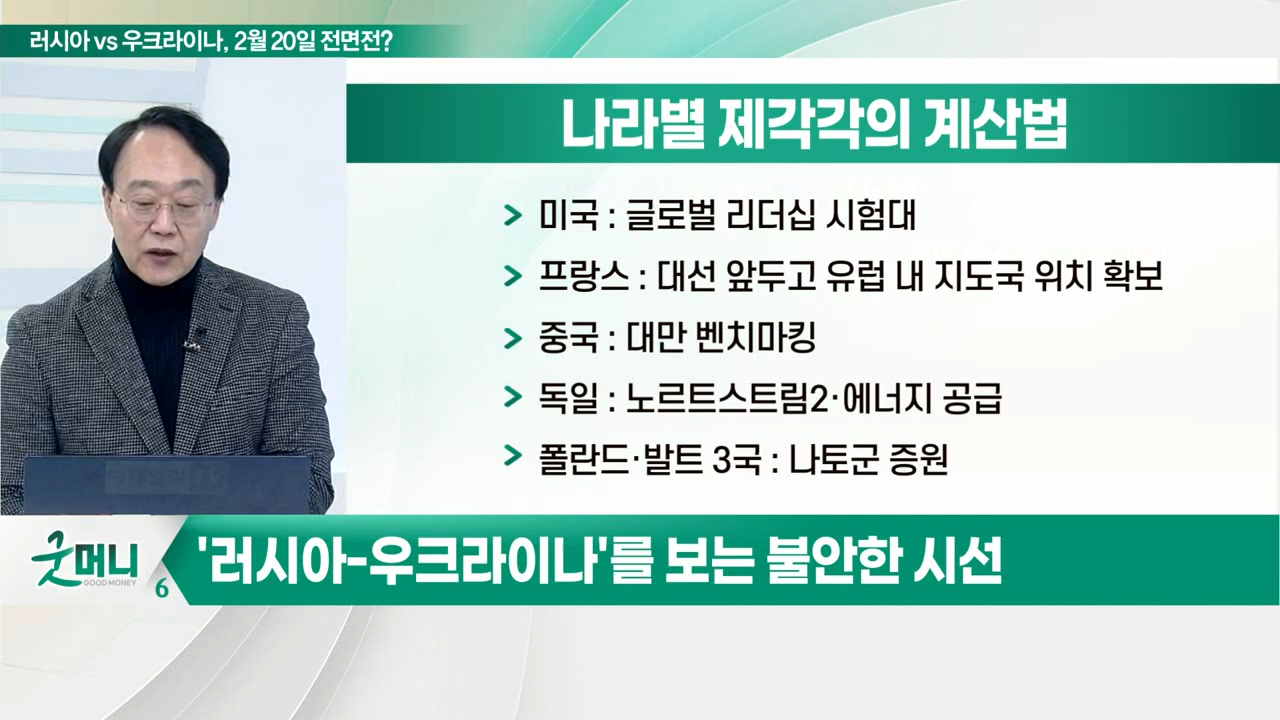 러시아 vs 우크라이나, 2월 20일 전면전?
나라별 제각각의 계산법
> 미국 : 글로벌 리더십 시험대
> 프랑스 : 대선 앞두고 유럽 내 지도국 위치 확보
> 중국 : 대만 벤치마킹
> 독일 : 노르트스트림2·에너지 공급
> 폴란드·발트 3국 : 나토군 증원
굿머니
GOOD MONEY
6
'러시아-우크라이나'를 보는 불안한 시선